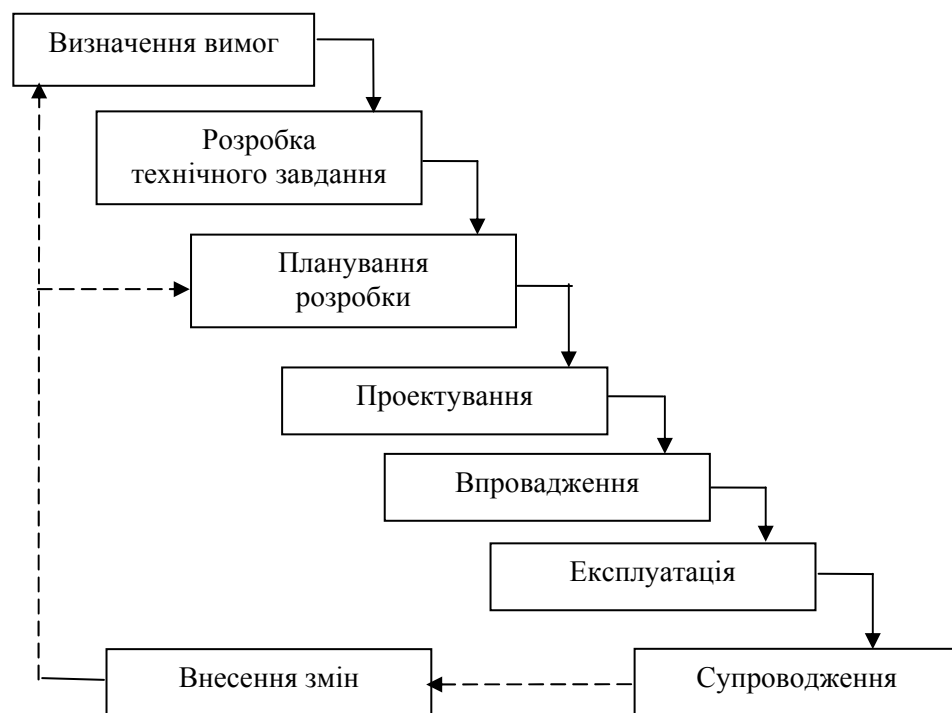 Визначення вимог
Розробка
технічного завдання
Планування
розробки
Проектування
Впровадження
Експлуатація
Внесення змін
Супроводження